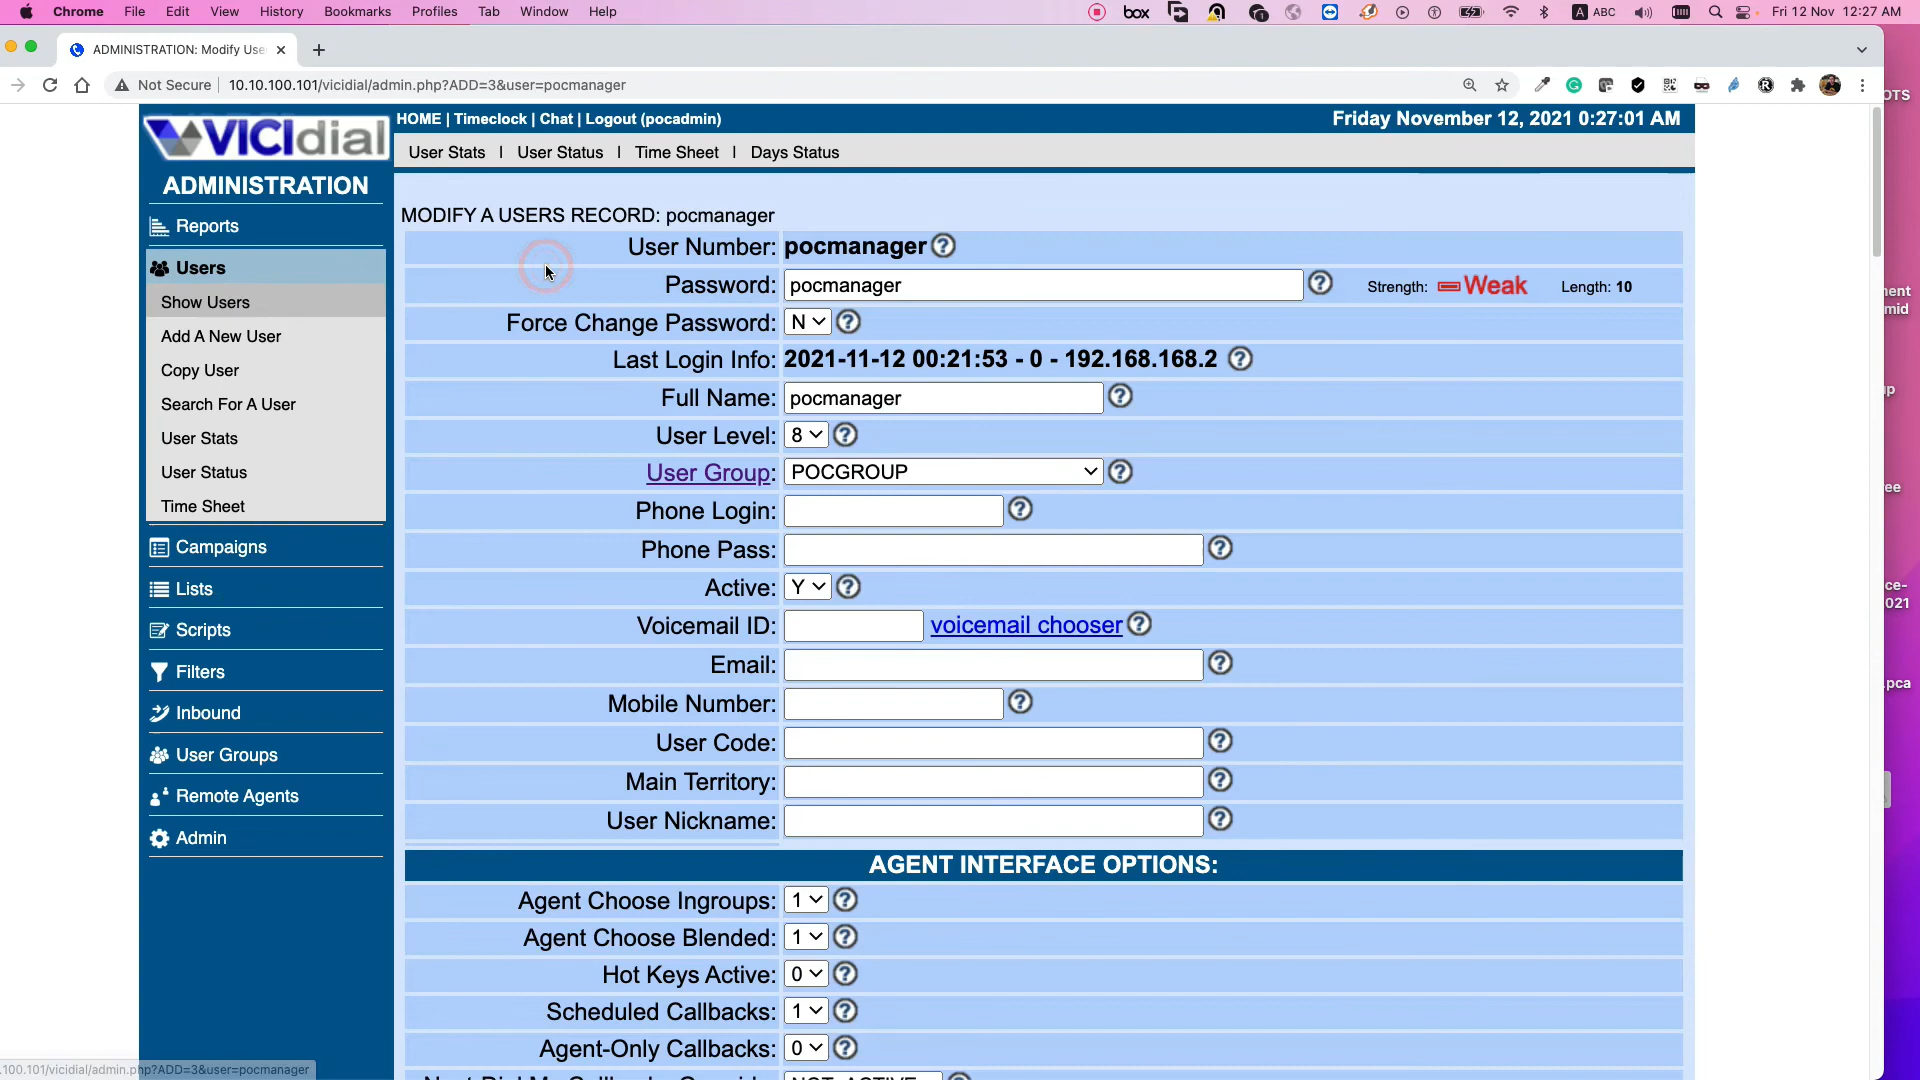 Chrome File Edit View History Bookmarks Profiles Tab Window Help box A ABC Fri 12 Nov 12:27 AM
ADMINISTRATION: Modify Use
Not Secure 10.10.100.101/vicidial/admin.php?ADD=3&user=pocmanager
OTS
VICIdial
HOME | Timeclock | Chat | Logout (pocadmin)
Friday November 12, 2021 0:27:01 AM
User Stats | User Status | Time Sheet | Days Status
ADMINISTRATION
Reports
Users
Show Users
Add A New User
Copy User
Search For A User
User Stats
User Status
Time Sheet
Campaigns
Lists
Scripts
Filters
Inbound
User Groups
Remote Agents
Admin
MODIFY A USERS RECORD: pocmanager
User Number: pocmanager
Password: pocmanager Strength: Weak Length: 10
Force Change Password: N
Last Login Info: 2021-11-12 00:21:53 - 0 - 192.168.168.2
Full Name: pocmanager
User Level: 8
User Group: POCGROUP
Phone Login:
Phone Pass:
Active: Y
Voicemail ID: voicemail chooser
Email:
Mobile Number:
User Code:
Main Territory:
User Nickname:
AGENT INTERFACE OPTIONS:
Agent Choose Ingroups: 1
Agent Choose Blended: 1
Hot Keys Active: 0
Scheduled Callbacks: 1
Agent-Only Callbacks: 0
.100.101/vicidial/admin.php?ADD=3&user=pocmanager